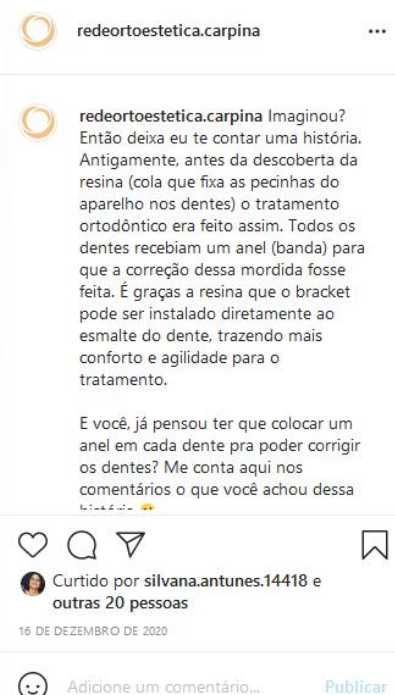 redeortoestetica.carpina
redeortoestetica.carpina Imaginou?
Então deixa eu te contar uma história.
Antigamente, antes da descoberta da
resina (cola que fixa as pecinhas do
aparelho nos dentes) o tratamento
ortodôntico era feito assim. Todos os
dentes recebiam um anel (banda) para
que a correção dessa mordida fosse
feita. É graças a resina que o bracket
pode ser instalado diretamente ao
esmalte do dente, trazendo mais
conforto e agilidade para o
tratamento.
E você, já pensou ter que colocar um
anel em cada dente pra poder corrigir
os dentes? Me conta aqui nos
comentários o que você achou dessa
Curtido por silvana.antunes.14418 e
outras 20 pessoas
16 DE DEZEMBRO DE 2020
Adicione um comentário... Publicar